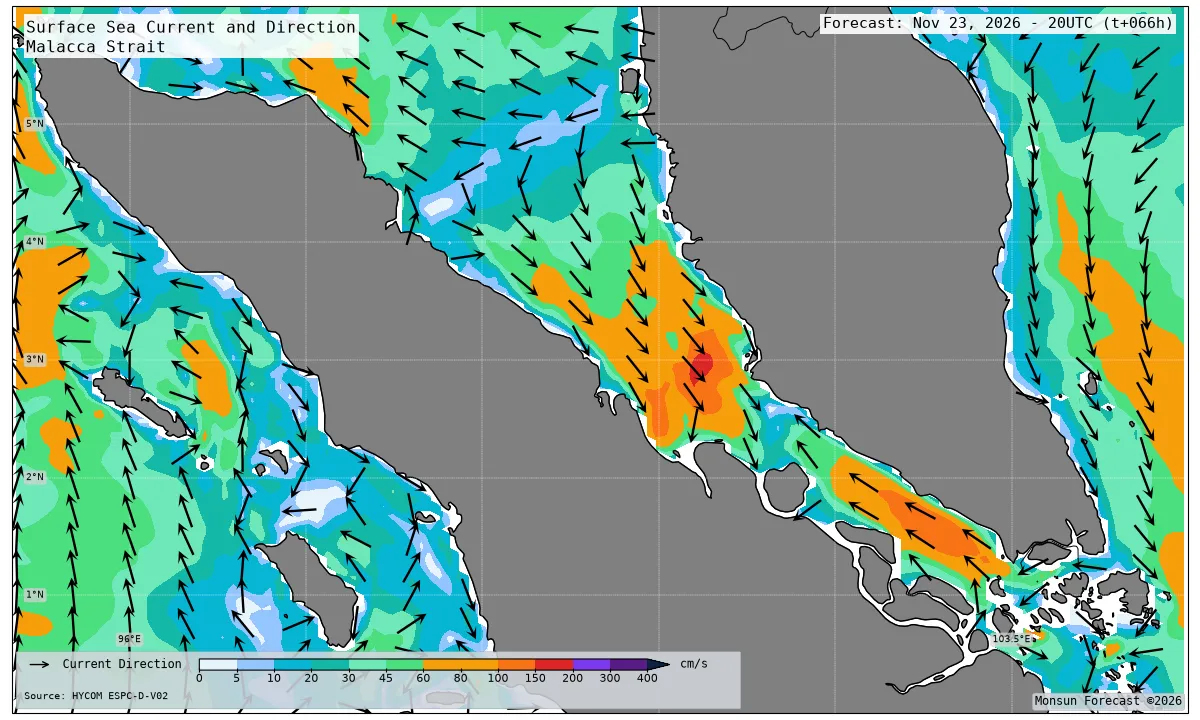 Surface Sea Current and Direction
Malacca Strait
Forecast: Nov 23, 2026 - 20UTC (t+066h)
5°N
4°N
3°N
2°N
1°N
96°E
103.5°E
Current Direction
0 5 10 20 30 45 60 80 100 150 200 300 400
cm/s
Source: HYCOM ESPC-D-V02
Monsun Forecast ©2026